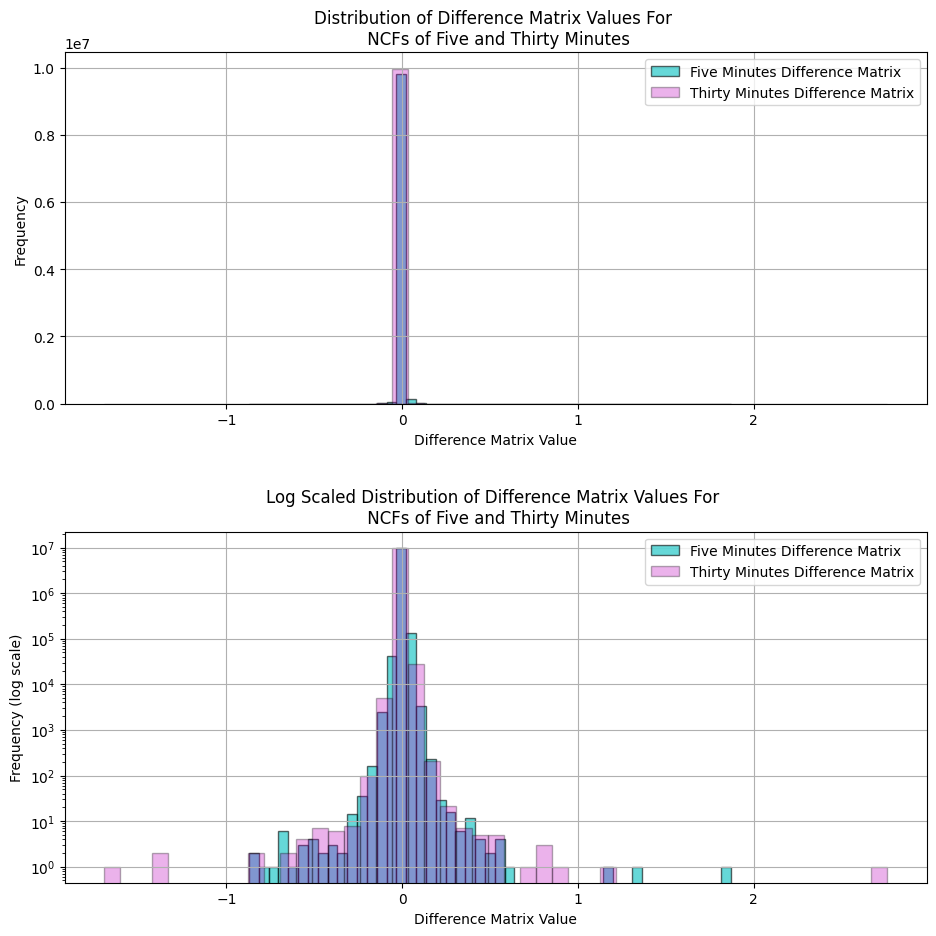 Distribution of Difference Matrix Values For
NCFs of Five and Thirty Minutes
1e7
Five Minutes Difference Matrix
Thirty Minutes Difference Matrix
1.0
0.8
0.6
0.4
0.2
0.0
Frequency
−1 0 1 2
Difference Matrix Value
Log Scaled Distribution of Difference Matrix Values For
NCFs of Five and Thirty Minutes
Five Minutes Difference Matrix
Thirty Minutes Difference Matrix
10⁷
10⁶
10⁵
10⁴
10³
10²
10¹
10⁰
Frequency (log scale)
−1 0 1 2
Difference Matrix Value